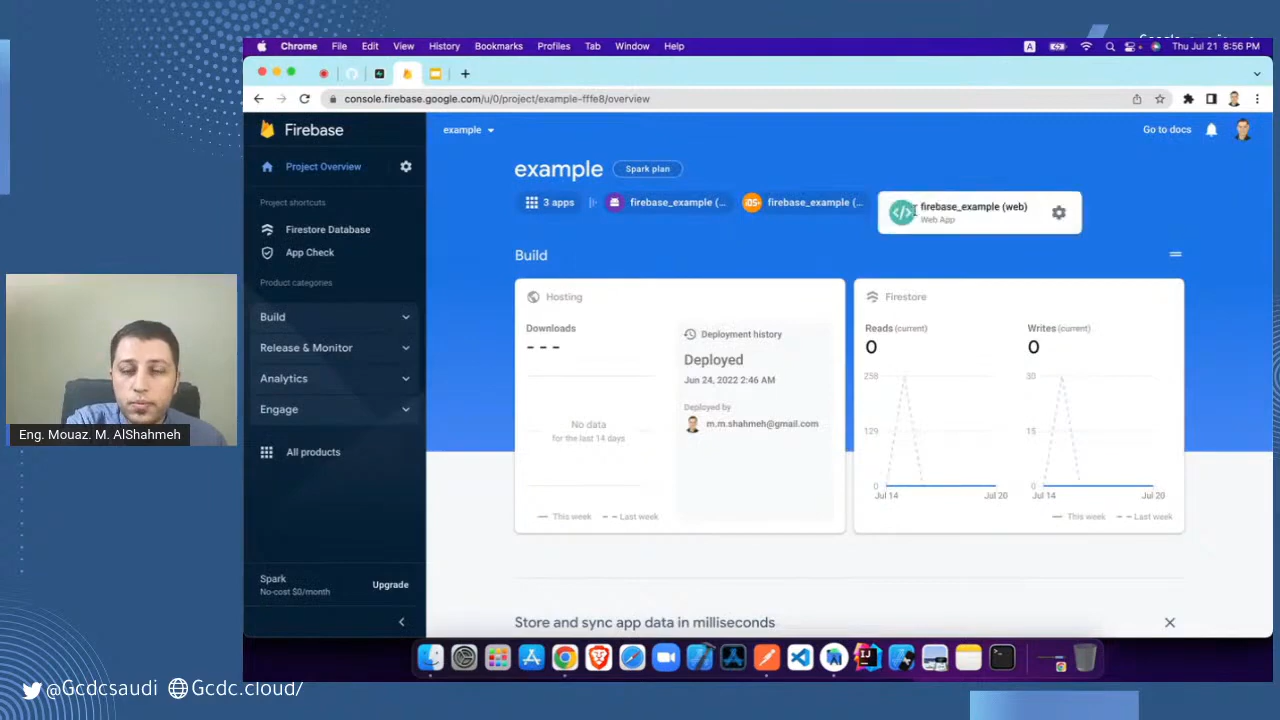 Chrome File Edit View History Bookmarks Profiles Tab Window Help
A
Thu Jul 21 8:56 PM
console.firebase.google.com/u/0/project/example-fffe8/overview
Firebase
example
Go to docs
Project Overview
example
Spark plan
Project shortcuts
3 apps
firebase_example (...
iOS+
firebase_example (...
firebase_example (web)
Web App
Firestore Database
App Check
Build
Product categories
Build
Release & Monitor
Analytics
Engage
All products
Hosting
Downloads
- - -
No data
for the last 14 days
This week
Last week
Deployment history
Deployed
Jun 24, 2022 2:46 AM
Deployed by
m.m.shahmeh@gmail.com
Firestore
Reads (current)
0
258
129
0
Jul 14
Jul 20
This week
Last week
Writes (current)
0
30
15
0
Jul 14
Jul 20
This week
Last week
Spark
No-cost $0/month
Upgrade
Store and sync app data in milliseconds
Eng. Mouaz. M. AlShahmeh
@Gcdcsaudi Gcdc.cloud/